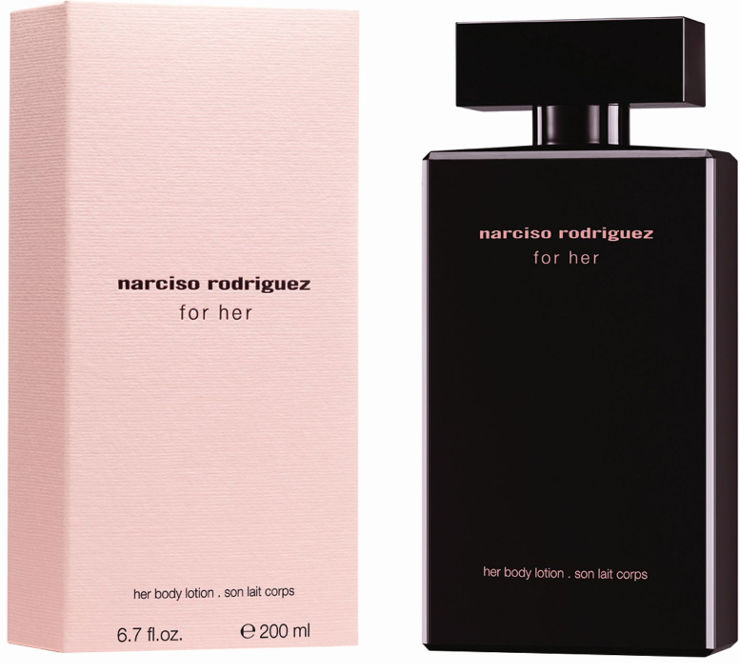 narciso rodriguez
for her
her body lotion . son lait corps
6.7 fl.oz. ℮ 200 ml
narciso rodriguez
for her
her body lotion . son lait corps